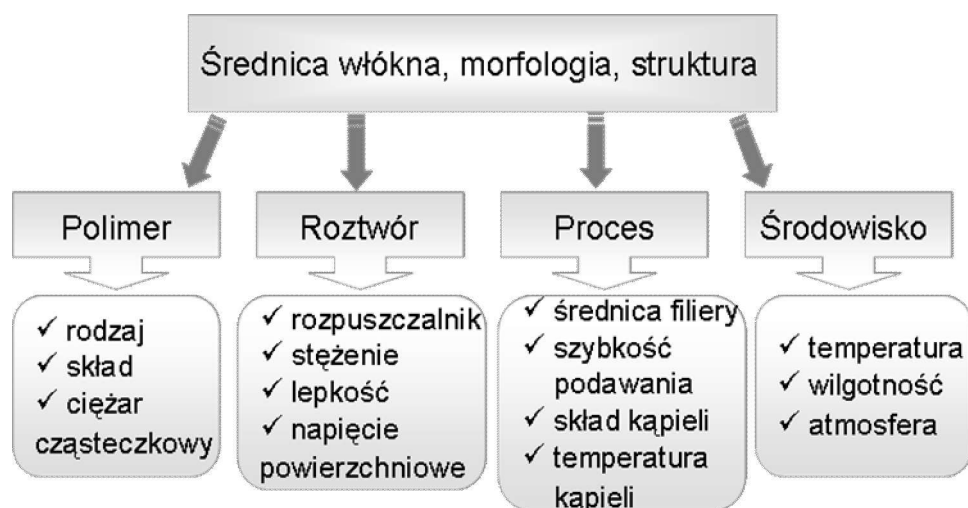 Średnica włókna, morfologia, struktura
Polimer
✓ rodzaj
✓ skład
✓ ciężar
cząsteczkowy
Roztwór
✓ rozpuszczalnik
✓ stężenie
✓ lepkość
✓ napięcie
powierzchniowe
Proces
✓ średnica filiery
✓ szybkość
podawania
✓ skład kąpieli
✓ temperatura
kąpieli
Środowisko
✓ temperatura
✓ wilgotność
✓ atmosfera